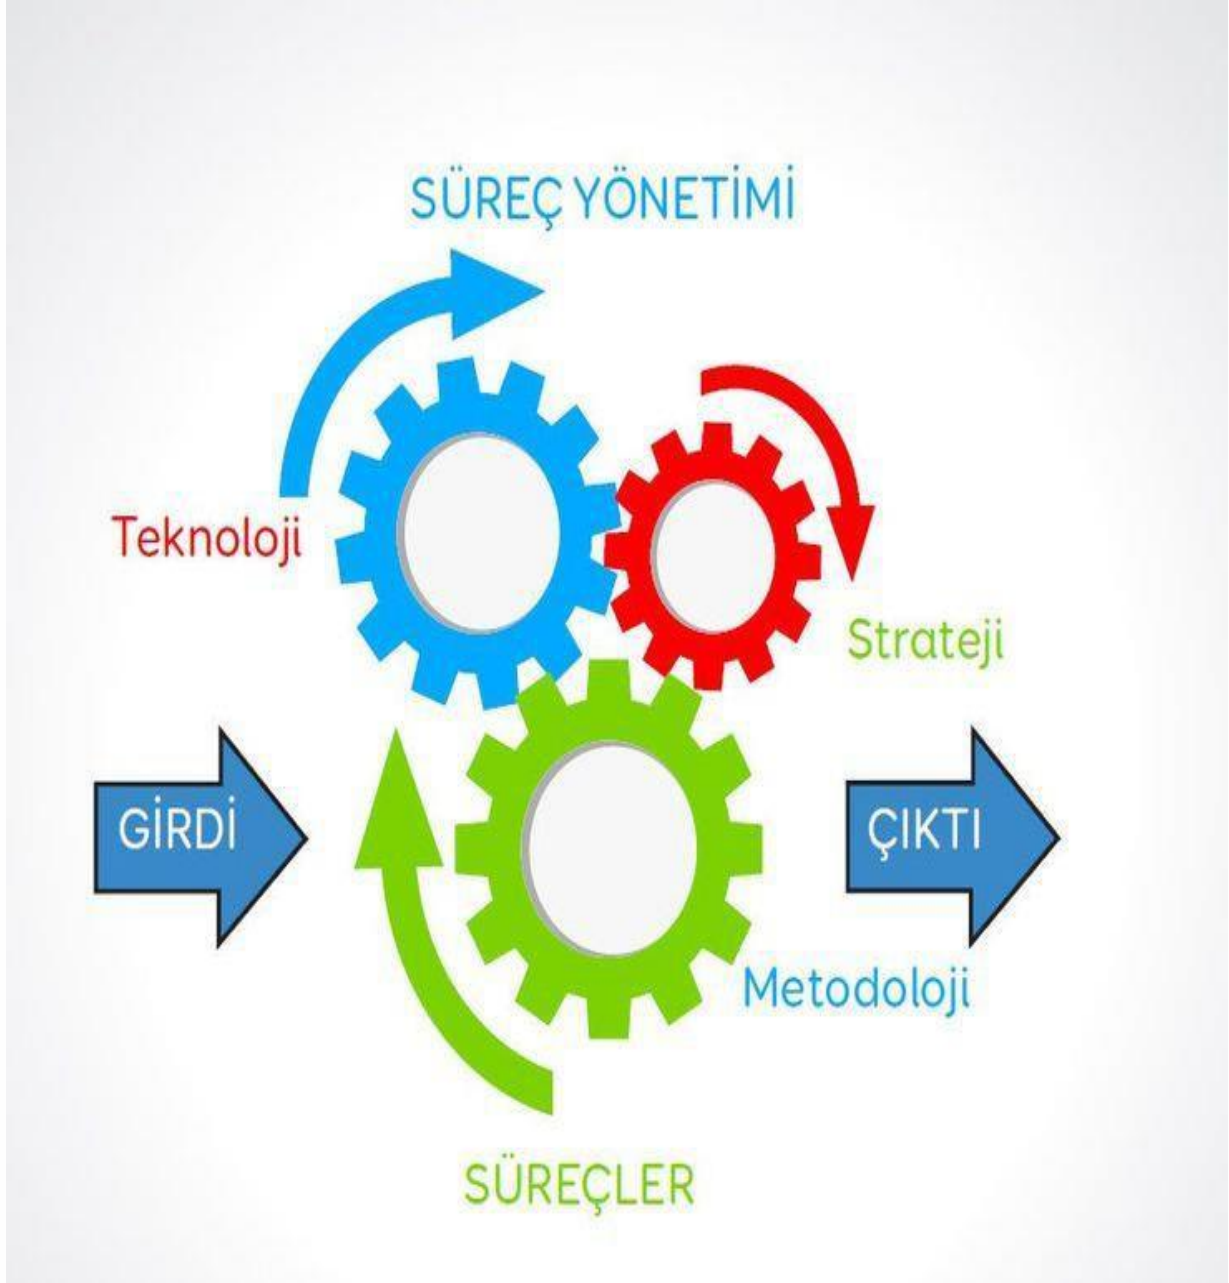 SÜREÇ YÖNETİMİ
Teknoloji
Strateji
GİRDİ
ÇIKTI
Metodoloji
SÜREÇLER